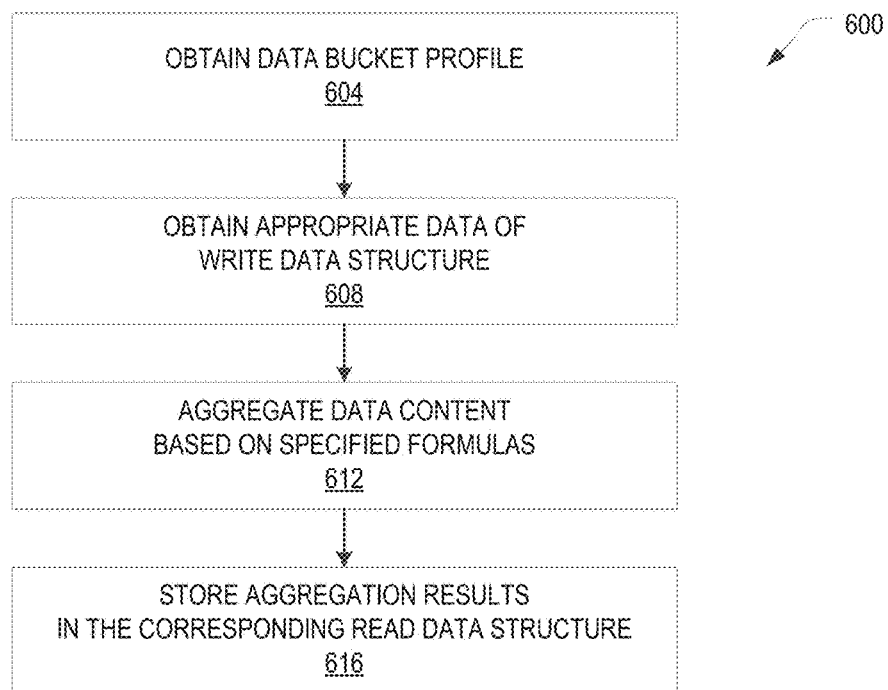 600
OBTAIN DATA BUCKET PROFILE
604
OBTAIN APPROPRIATE DATA OF
WRITE DATA STRUCTURE
608
AGGREGATE DATA CONTENT
BASED ON SPECIFIED FORMULAS
612
STORE AGGREGATION RESULTS
IN THE CORRESPONDING READ DATA STRUCTURE
616